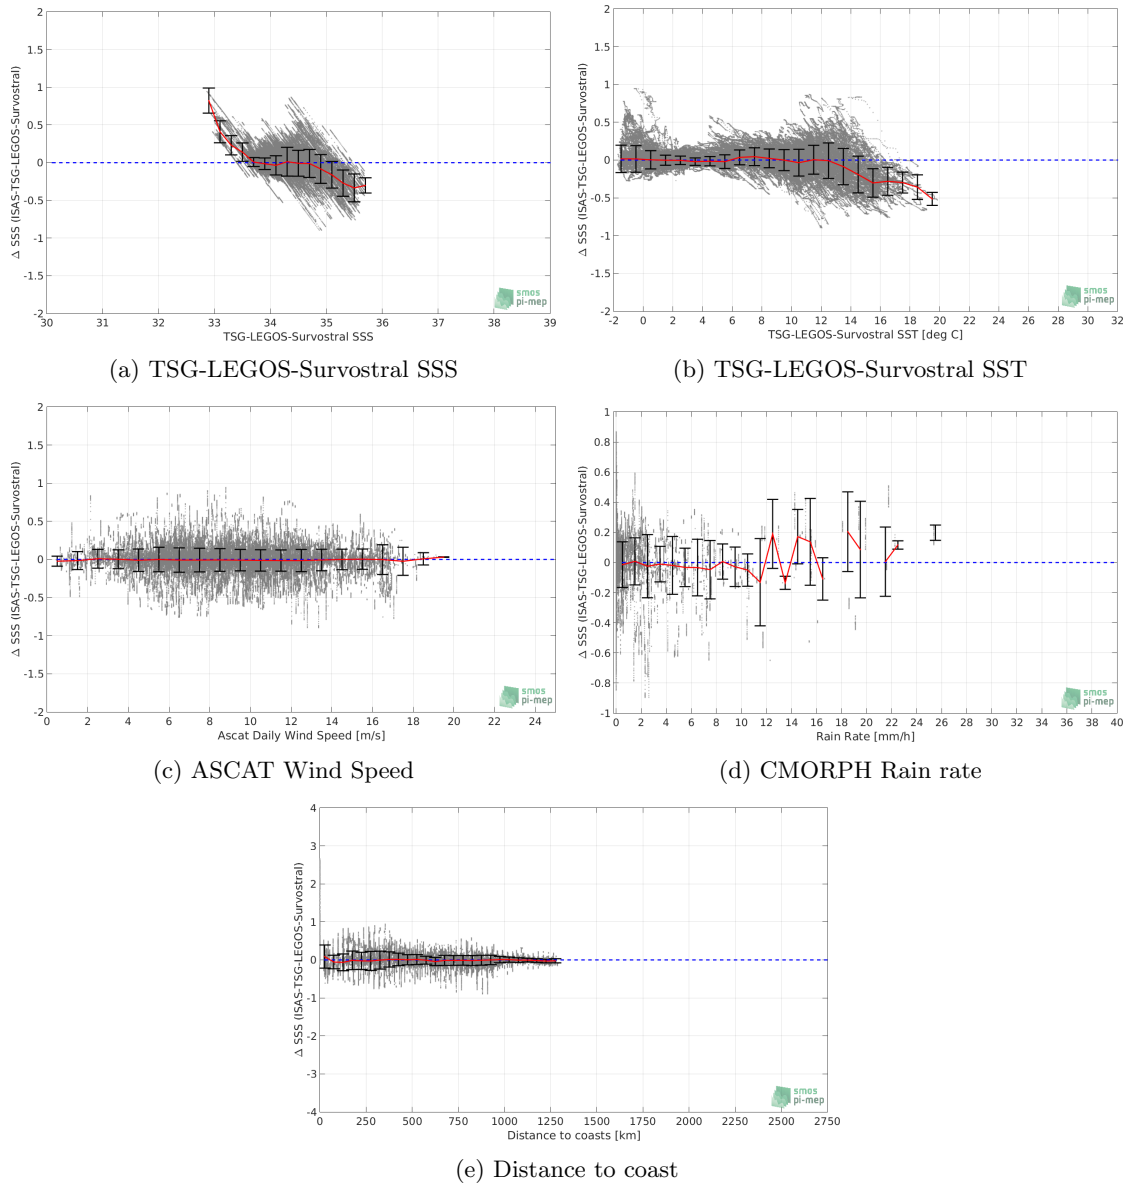 2
1.5
1
0.5
0
-0.5
-1
-1.5
-2
Δ SSS (ISAS-TSG-LEGOS-Survostral)
30 31 32 33 34 35 36 37 38 39
TSG-LEGOS-Survostral SSS
smos
pi-mep
(a) TSG-LEGOS-Survostral SSS
2
1.5
1
0.5
0
-0.5
-1
-1.5
-2
Δ SSS (ISAS-TSG-LEGOS-Survostral)
-2 0 2 4 6 8 10 12 14 16 18 20 22 24 26 28 30 32
TSG-LEGOS-Survostral SST [deg C]
smos
pi-mep
(b) TSG-LEGOS-Survostral SST
2
1.5
1
0.5
0
-0.5
-1
-1.5
-2
Δ SSS (ISAS-TSG-LEGOS-Survostral)
0 2 4 6 8 10 12 14 16 18 20 22 24
Ascat Daily Wind Speed [m/s]
smos
pi-mep
(c) ASCAT Wind Speed
1
0.8
0.6
0.4
0.2
0
-0.2
-0.4
-0.6
-0.8
-1
Δ SSS (ISAS-TSG-LEGOS-Survostral)
0 2 4 6 8 10 12 14 16 18 20 22 24 26 28 30 32 34 36 38 40
Rain Rate [mm/h]
smos
pi-mep
(d) CMORPH Rain rate
4
3
2
1
0
-1
-2
-3
-4
Δ SSS (ISAS-TSG-LEGOS-Survostral)
0 250 500 750 1000 1250 1500 1750 2000 2250 2500 2750
Distance to coasts [km]
smos
pi-mep
(e) Distance to coast